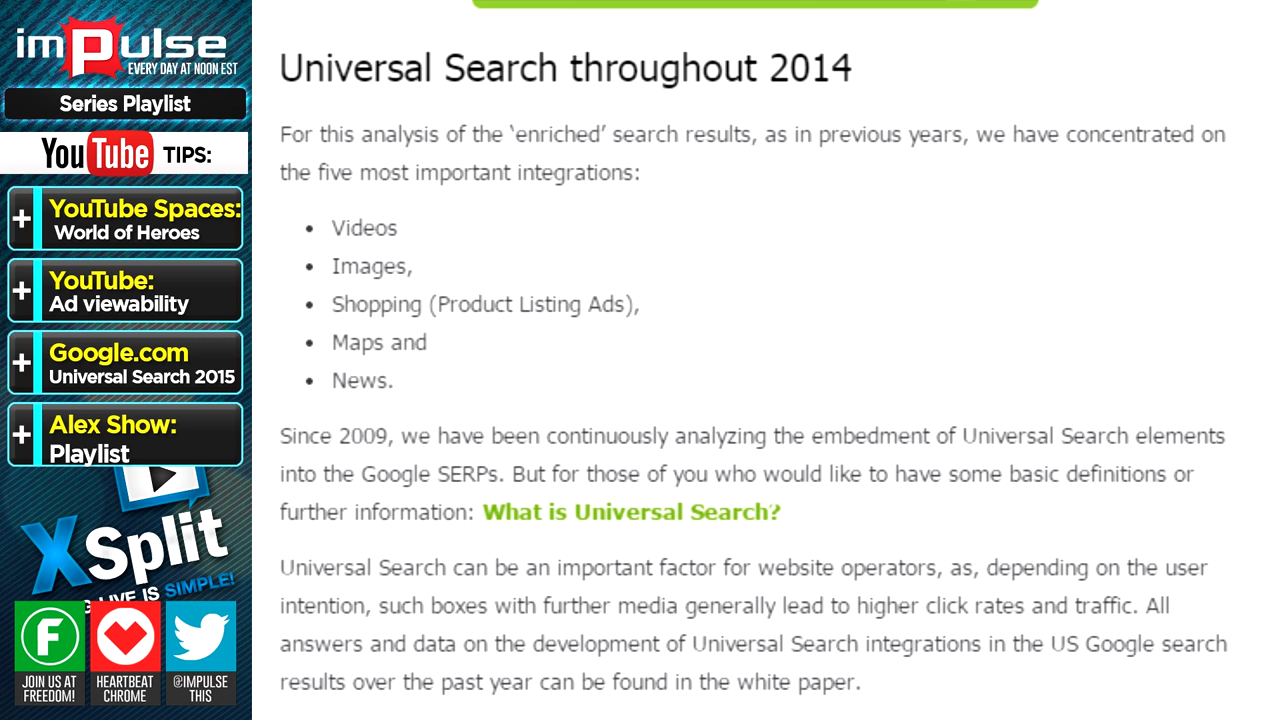 imPulse
EVERY DAY AT NOON EST
Series Playlist
YouTube TIPS:
+ YouTube Spaces:
World of Heroes
+ YouTube:
Ad viewability
+ Google.com
Universal Search 2015
+ Alex Show:
Playlist
XSplit
G LIVE IS SIMPLE!
F
JOIN US AT
FREEDOM!
HEARTBEAT
CHROME
@IMPULSE
THIS
Universal Search throughout 2014
For this analysis of the ‘enriched’ search results, as in previous years, we have concentrated on
the five most important integrations:
• Videos
• Images,
• Shopping (Product Listing Ads),
• Maps and
• News.
Since 2009, we have been continuously analyzing the embedment of Universal Search elements
into the Google SERPs. But for those of you who would like to have some basic definitions or
further information: What is Universal Search?
Universal Search can be an important factor for website operators, as, depending on the user
intention, such boxes with further media generally lead to higher click rates and traffic. All
answers and data on the development of Universal Search integrations in the US Google search
results over the past year can be found in the white paper.